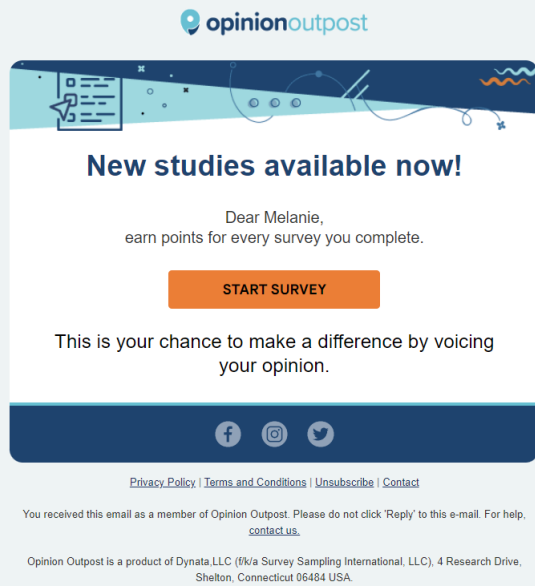 opinionoutpost
New studies available now!
Dear Melanie,
earn points for every survey you complete.
START SURVEY
This is your chance to make a difference by voicing
your opinion.
Privacy Policy | Terms and Conditions | Unsubscribe | Contact
You received this email as a member of Opinion Outpost. Please do not click 'Reply' to this e-mail. For help,
contact us.
Opinion Outpost is a product of Dynata,LLC (f/k/a Survey Sampling International, LLC), 4 Research Drive,
Shelton, Connecticut 06484 USA.